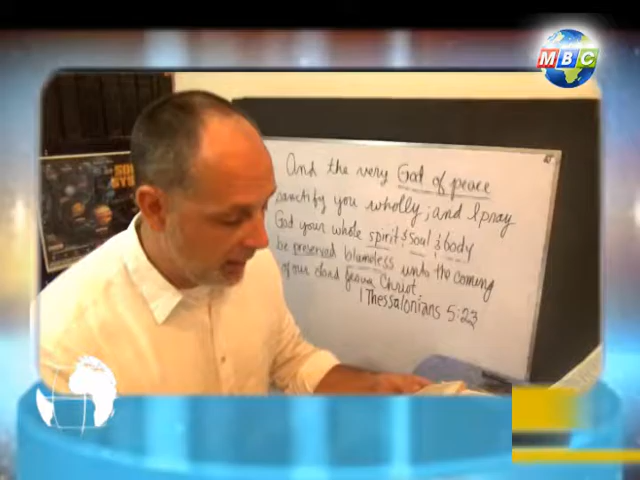 MBC
And the very God of peace
sanctify you wholly; and I pray
God your whole spirit & soul & body
be preserved blameless unto the coming
of our Lord Jesus Christ.
1 Thessalonians 5:23